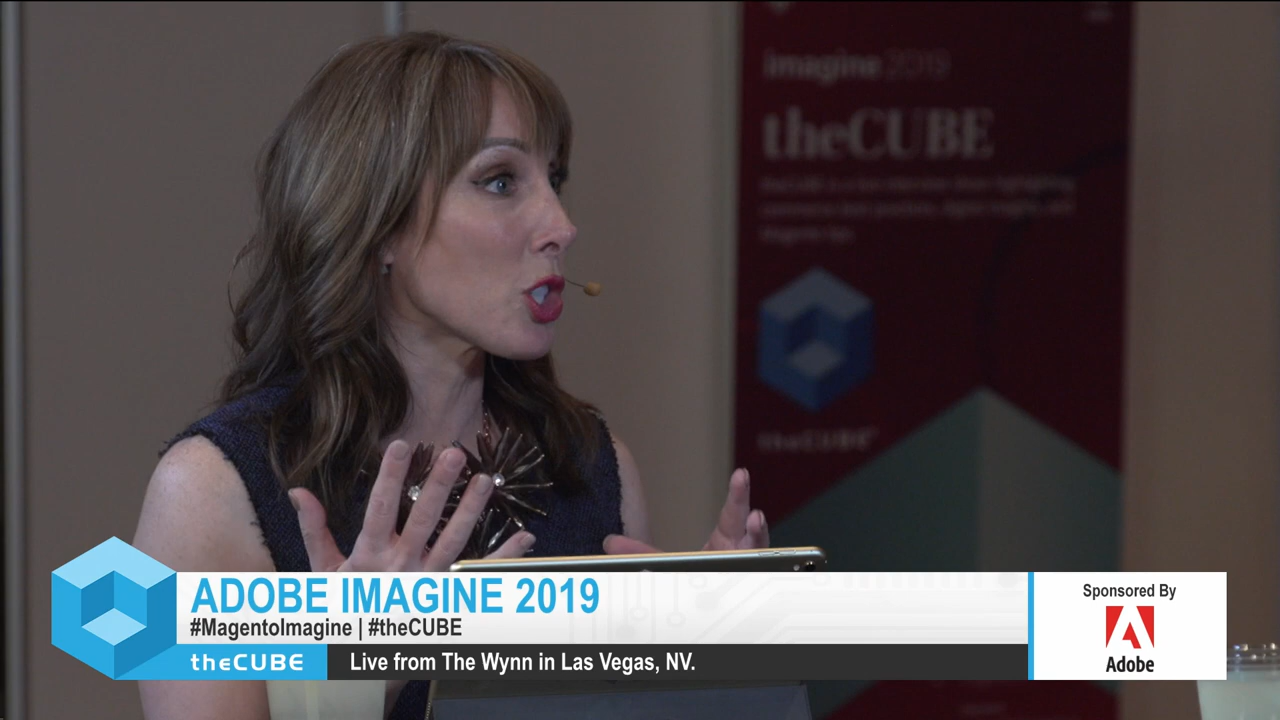 imagine 2019
theCUBE
theCUBE
ADOBE IMAGINE 2019
#MagentoImagine | #theCUBE
theCUBE
Live from The Wynn in Las Vegas, NV.
Sponsored By
Adobe